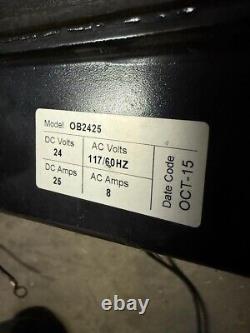 Model OB2425
DC Volts AC Volts
24 117/60HZ
DC Amps AC Amps
25 8
Date Code OCT-15